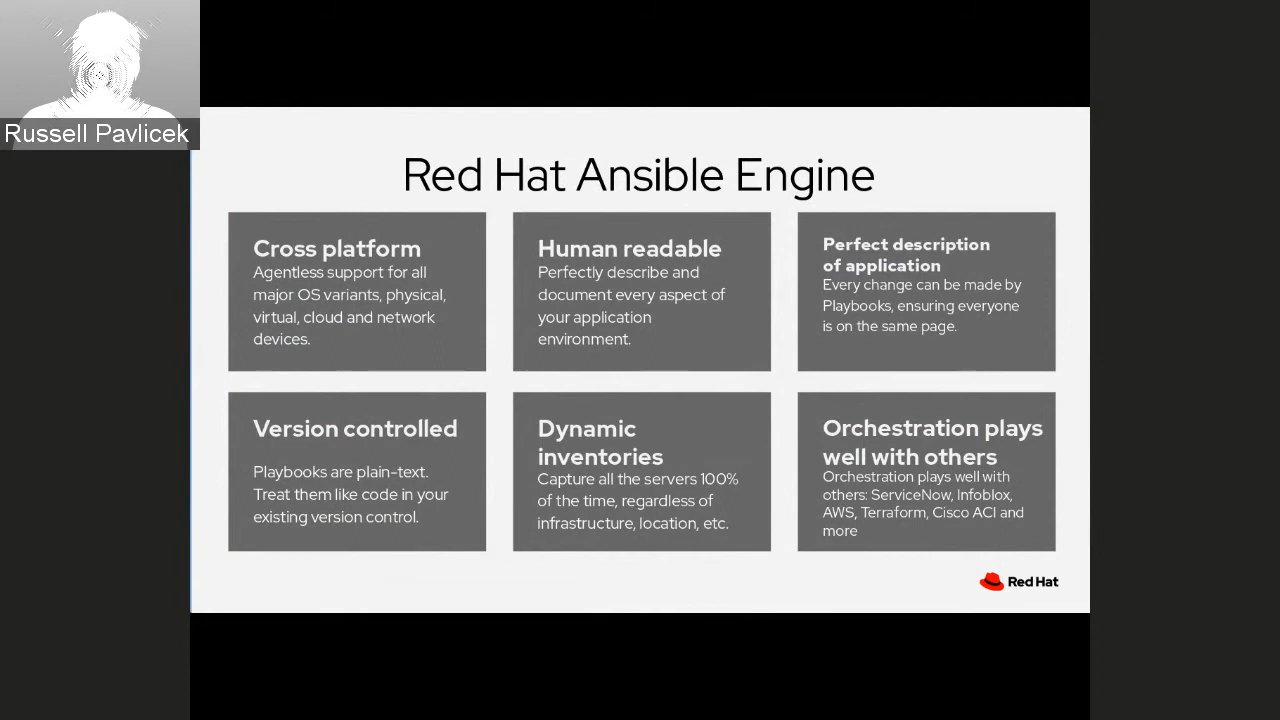 Russell Pavlicek
Red Hat Ansible Engine
Cross platform
Agentless support for all
major OS variants, physical,
virtual, cloud and network
devices.
Human readable
Perfectly describe and
document every aspect of
your application
environment.
Perfect description
of application
Every change can be made by
Playbooks, ensuring everyone
is on the same page.
Version controlled
Playbooks are plain-text.
Treat them like code in your
existing version control.
Dynamic
inventories
Capture all the servers 100%
of the time, regardless of
infrastructure, location, etc.
Orchestration plays
well with others
Orchestration plays well with
others: ServiceNow, Infoblox,
AWS, Terraform, Cisco ACI and
more
Red Hat